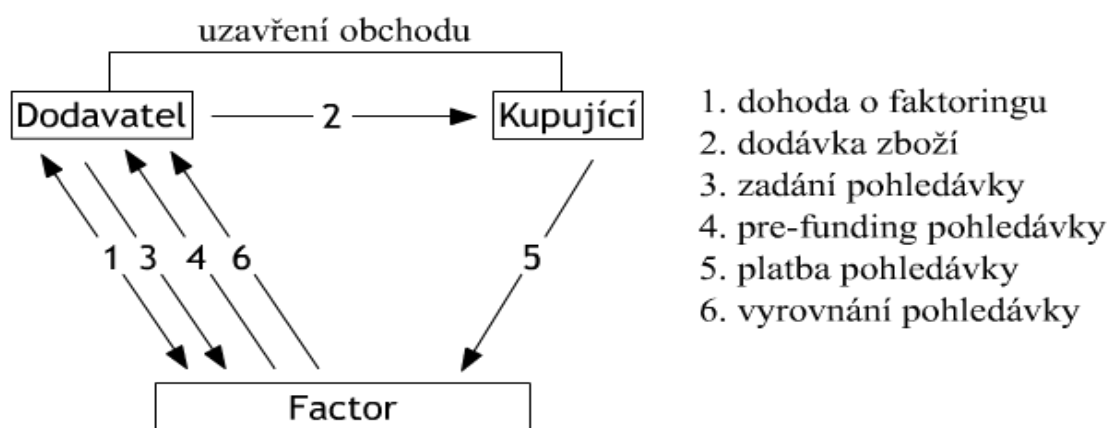 uzavření obchodu
Dodavatel
2
Kupující
1
3
4
6
5
Factor
1. dohoda o faktoringu
2. dodávka zboží
3. zadání pohledávky
4. pre-funding pohledávky
5. platba pohledávky
6. vyrovnání pohledávky